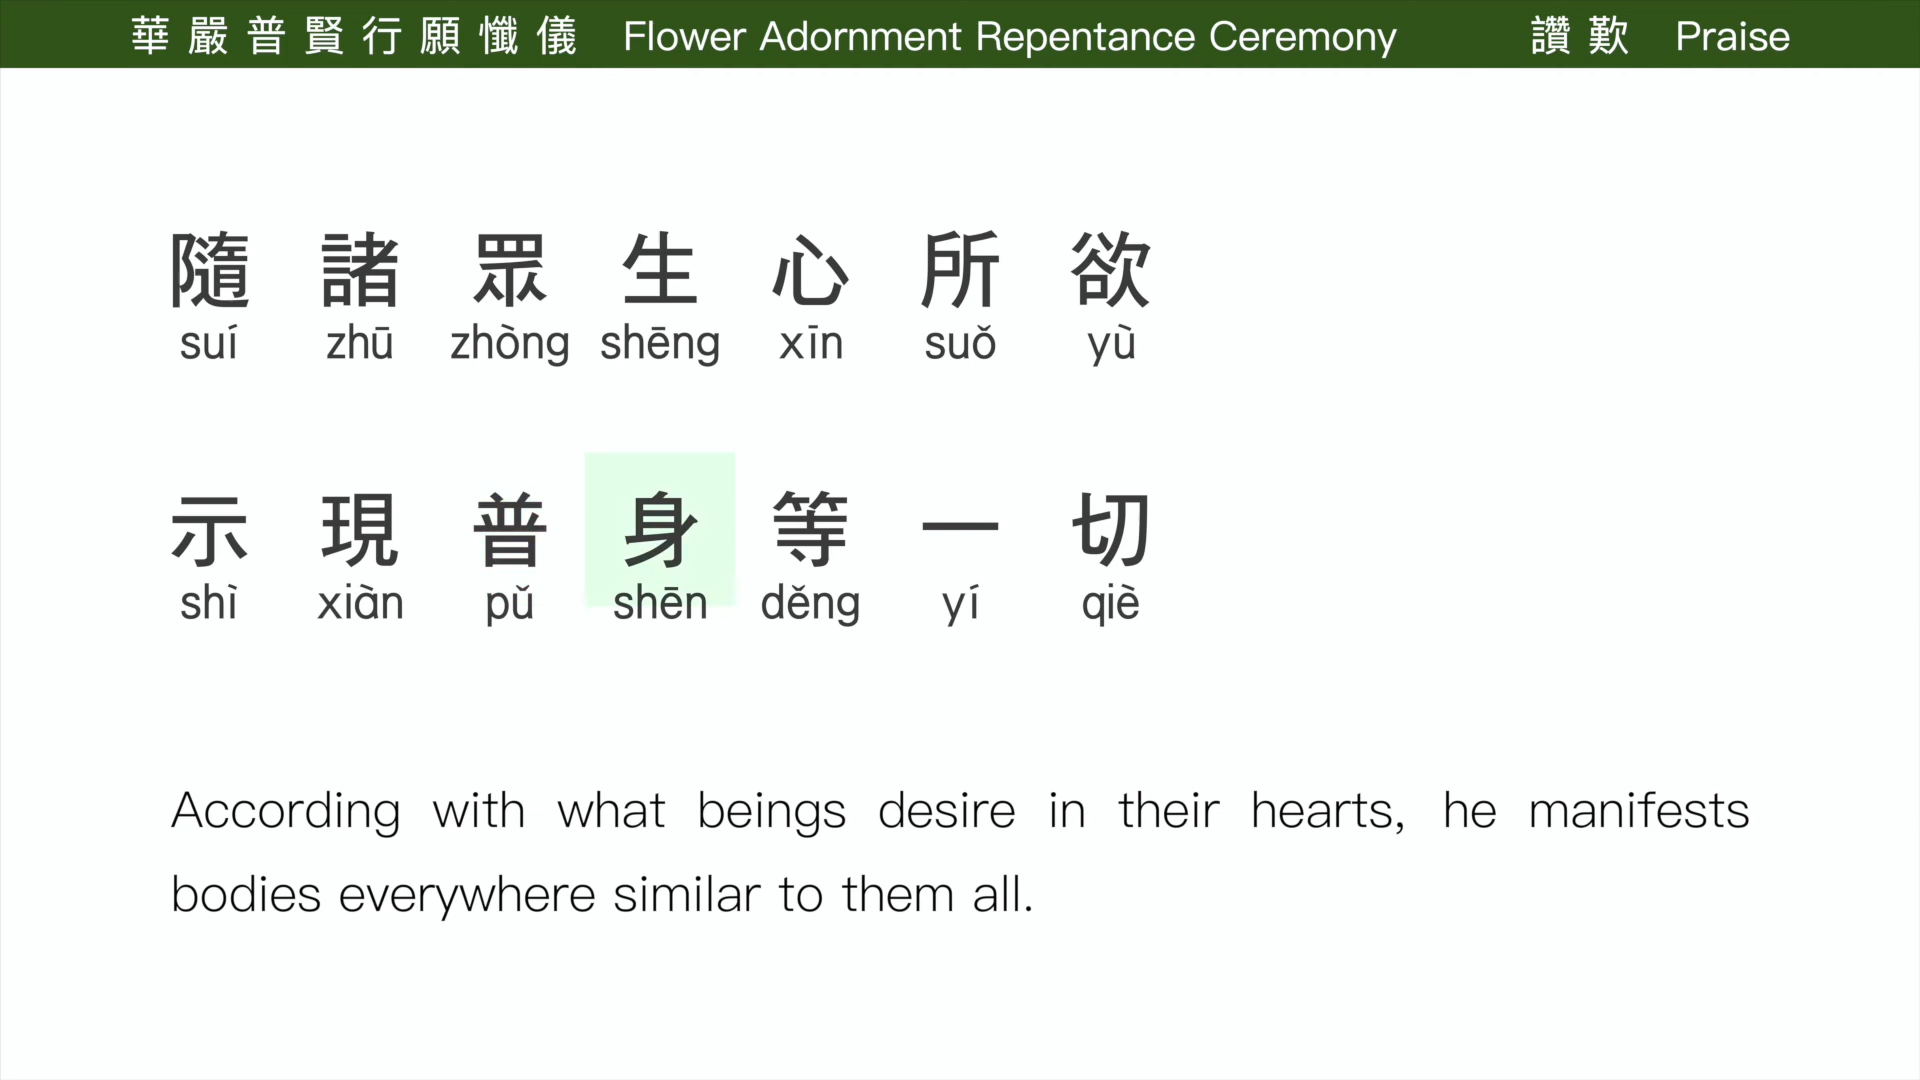 華嚴普賢行願懺儀 Flower Adornment Repentance Ceremony 讚歎 Praise
隨諸眾生心所欲
suí zhū zhòng shēng xīn suǒ yù
示現普身等一切
shì xiàn pǔ shēn děng yí qiè
According with what beings desire in their hearts, he manifests
bodies everywhere similar to them all.